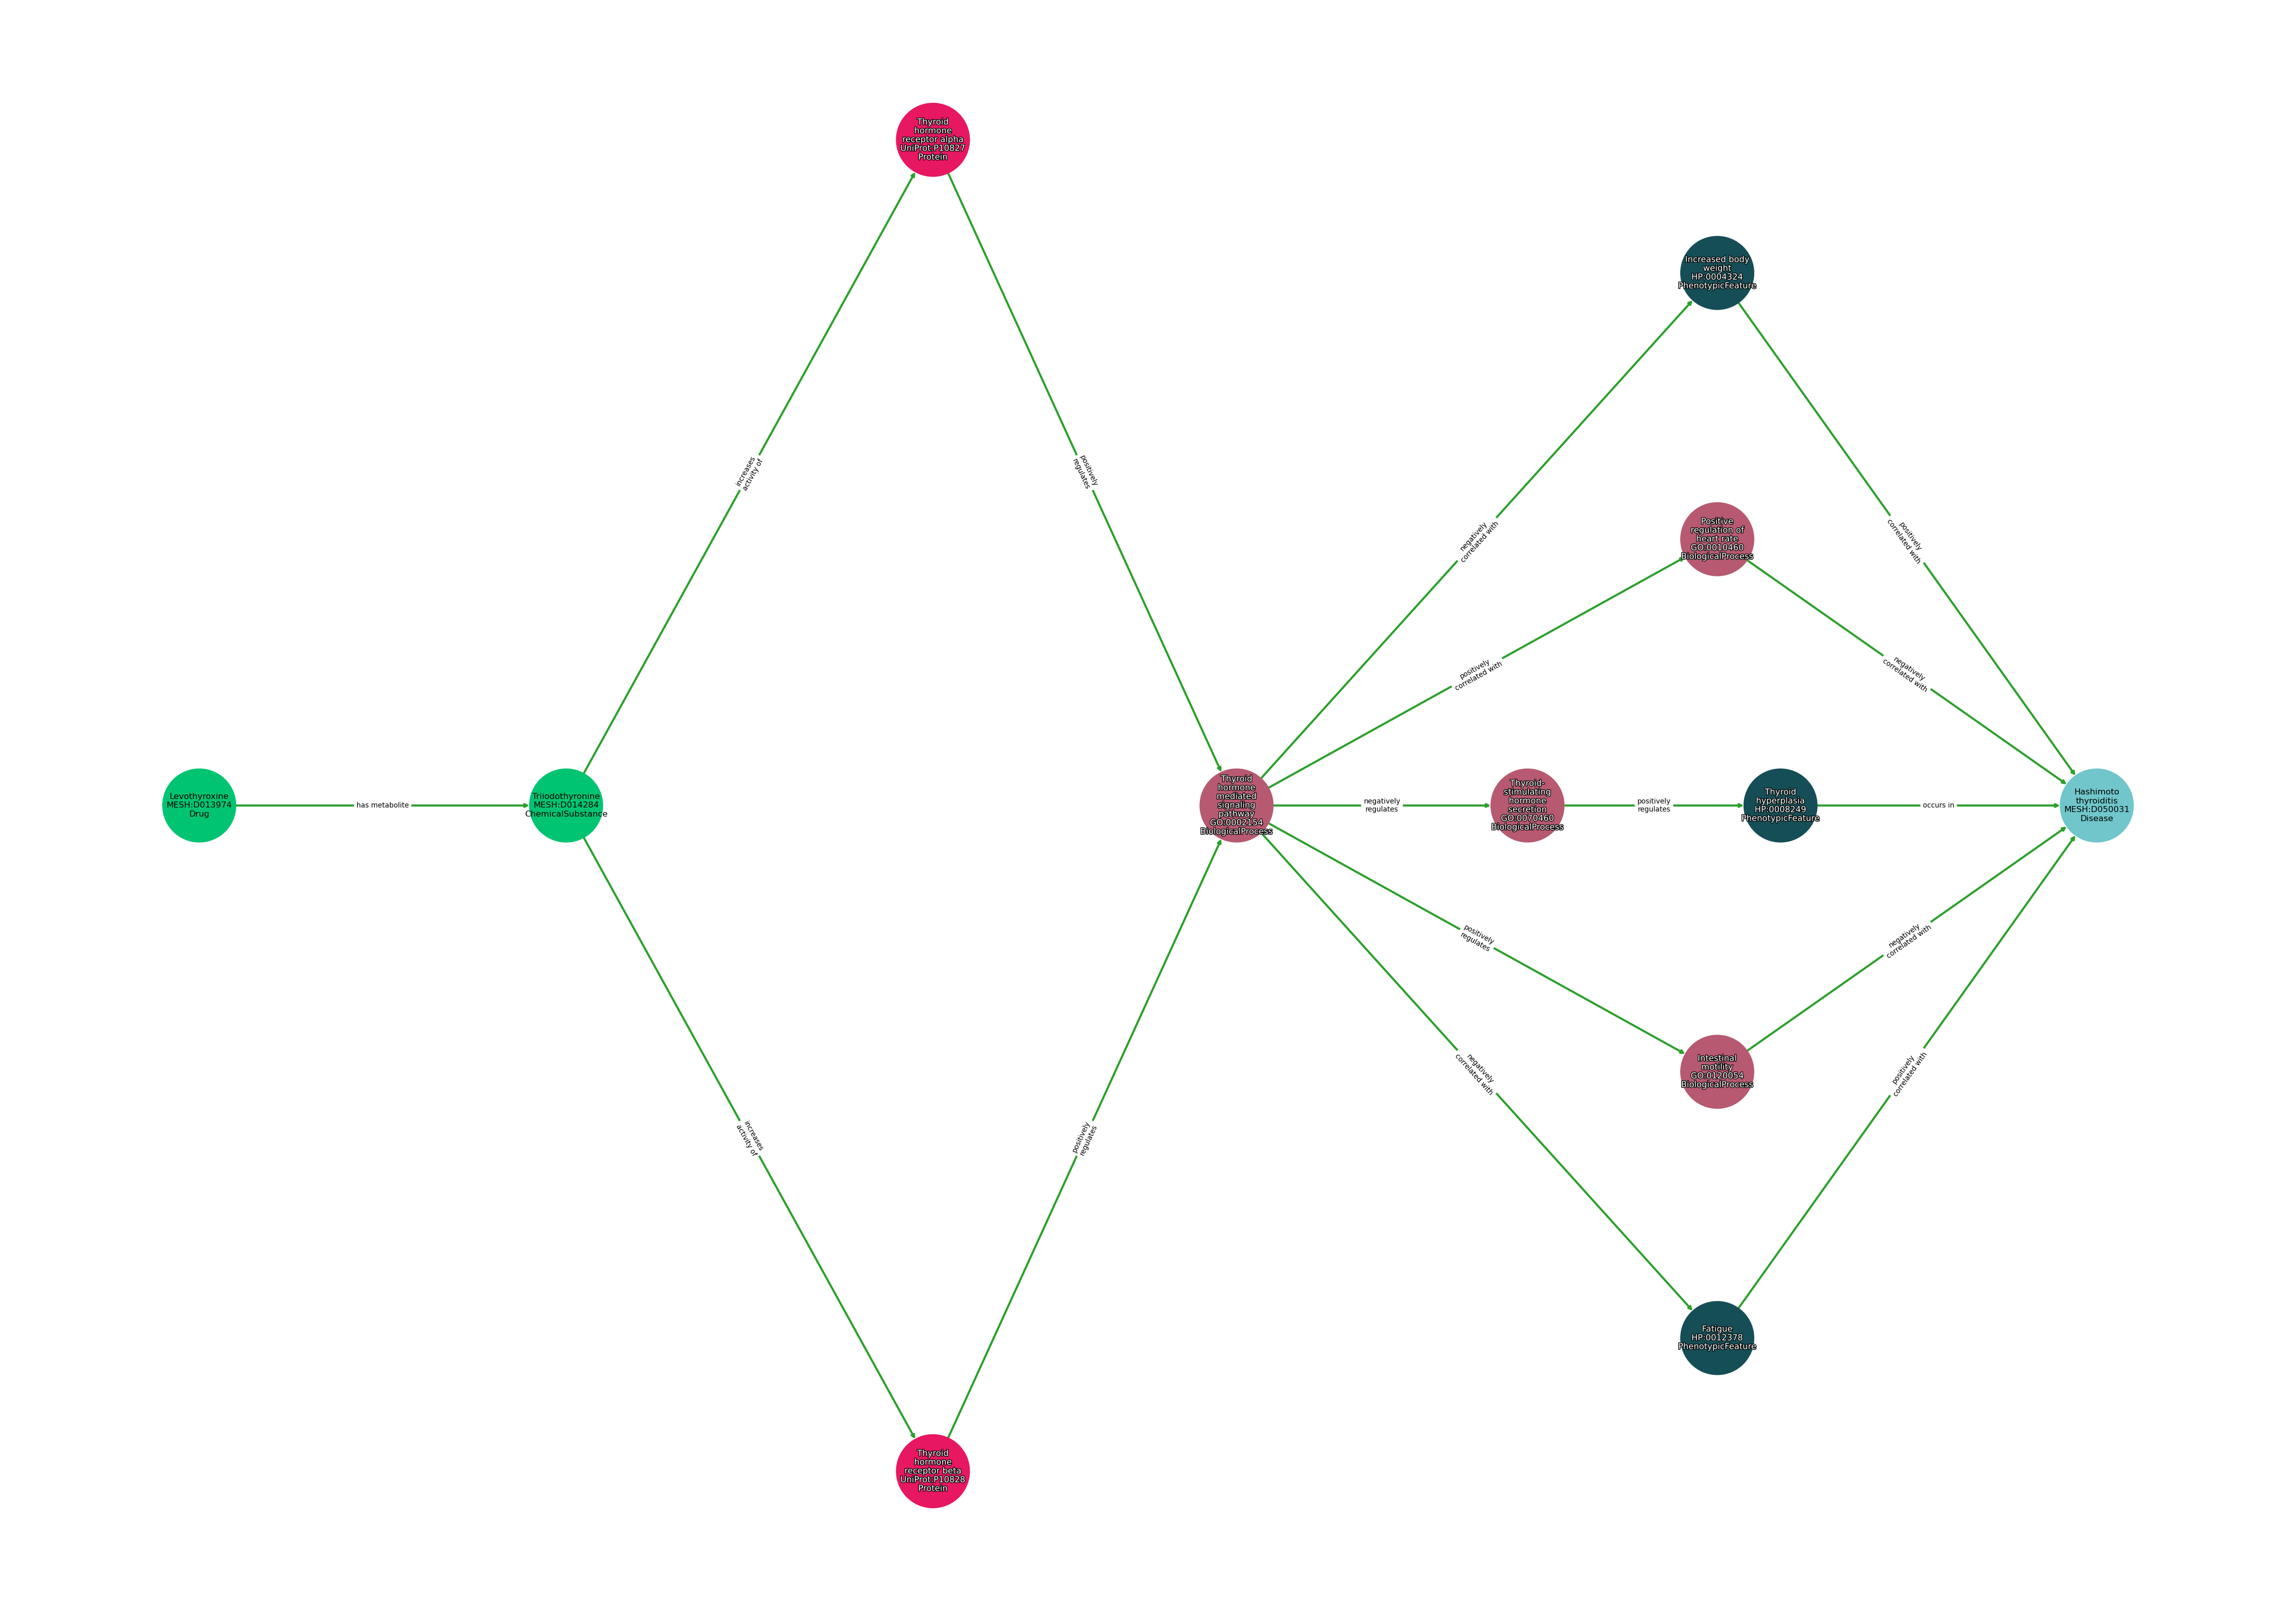 Thyroid
hormone
receptor alpha
UniProt:P10827
Protein
Increased body
weight
HP:0004324
PhenotypicFeature
increases
activity of
positively
regulates
negatively
correlated with
positively
correlated with
Positive
regulation of
heart rate
GO:0010460
BiologicalProcess
positively
correlated with
negatively
correlated with
Levothyroxine
MESH:D013974
Drug
has metabolite
Triiodothyronine
MESH:D014284
ChemicalSubstance
Thyroid
hormone
mediated
signaling
pathway
GO:0002154
BiologicalProcess
negatively
regulates
Thyroid-
stimulating
hormone
secretion
GO:0070460
BiologicalProcess
positively
regulates
Thyroid
hyperplasia
HP:0008249
PhenotypicFeature
occurs in
Hashimoto
thyroiditis
MESH:D050031
Disease
positively
regulates
negatively
correlated with
Intestinal
motility
GO:0120054
BiologicalProcess
negatively
correlated with
positively
correlated with
increases
activity of
positively
regulates
Fatigue
HP:0012378
PhenotypicFeature
Thyroid
hormone
receptor beta
UniProt:P10828
Protein